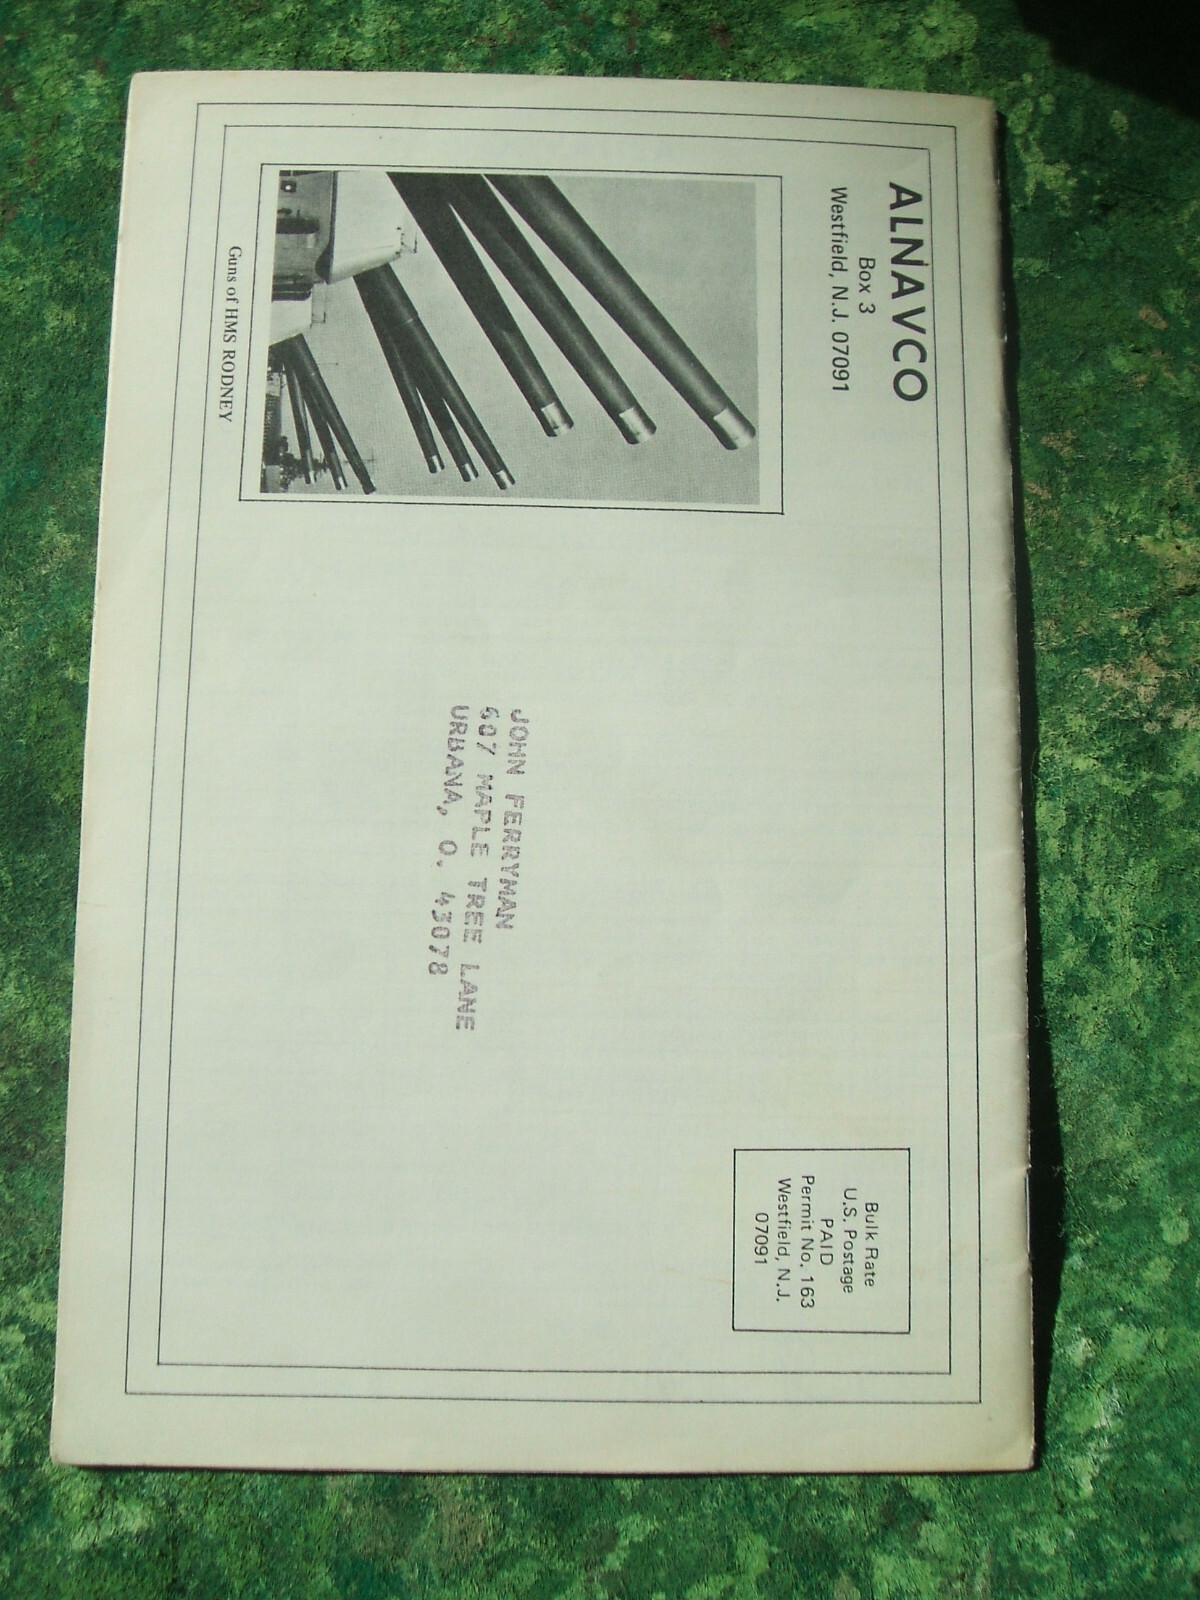 ALNAVCO
Box 3
Westfield, N.J. 07091
Guns of HMS RODNEY
JOHN FERRYMAN
607 MAPLE TREE LANE
URBANA, O. 43078
Bulk Rate
U.S. Postage
PAID
Permit No. 163
Westfield, N.J.
07091